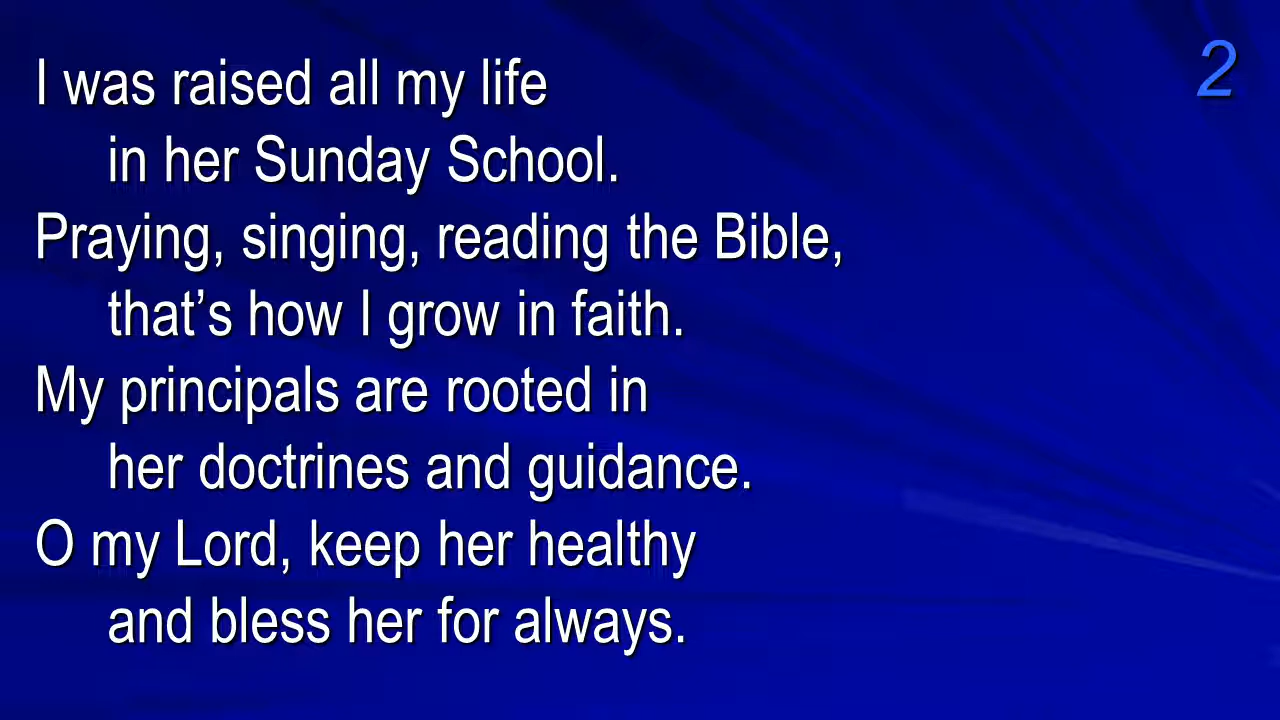 I was raised all my life
2
in her Sunday School.
Praying, singing, reading the Bible,
that’s how I grow in faith.
My principals are rooted in
her doctrines and guidance.
O my Lord, keep her healthy
and bless her for always.